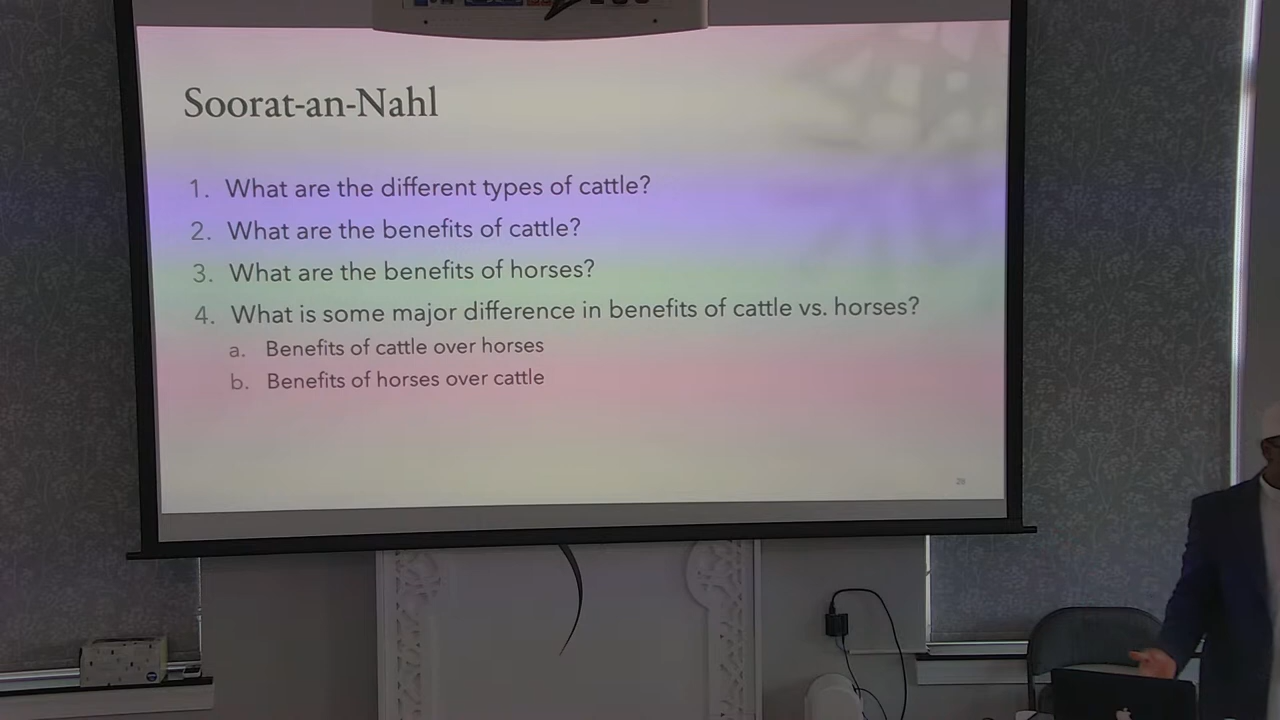 Soorat-an-Nahl
1. What are the different types of cattle?
2. What are the benefits of cattle?
3. What are the benefits of horses?
4. What is some major difference in benefits of cattle vs. horses?
a. Benefits of cattle over horses
b. Benefits of horses over cattle